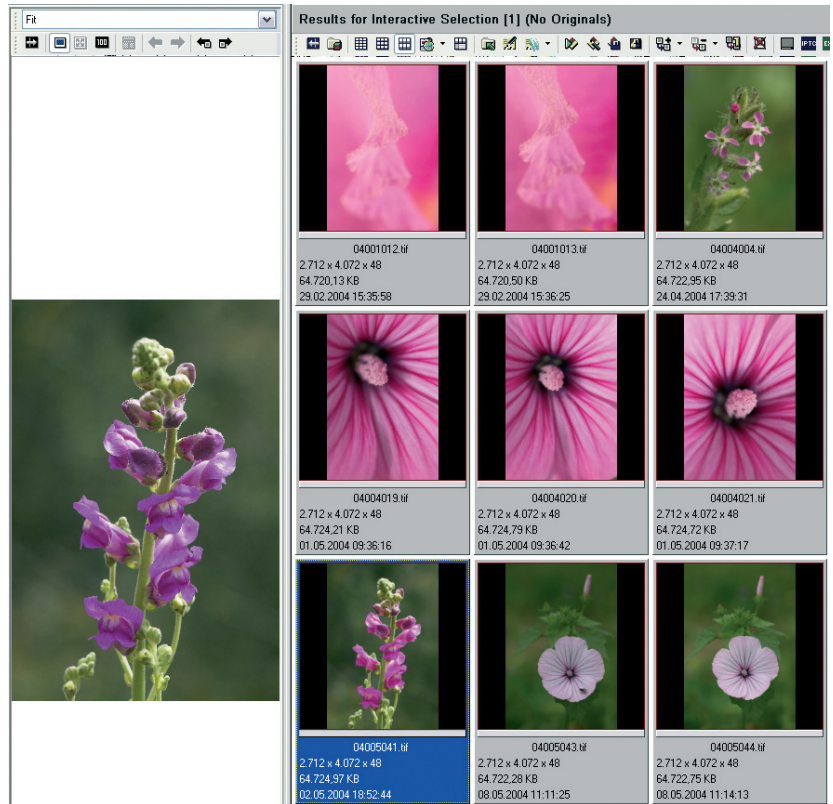 Fit
100
Results for Interactive Selection [1] (No Originals)
IPTC
04001012.tif
2.712 x 4.072 x 48
64.720,13 KB
29.02.2004 15:35:58
04001013.tif
2.712 x 4.072 x 48
64.720,50 KB
29.02.2004 15:36:25
04004004.tif
2.712 x 4.072 x 48
64.722,95 KB
24.04.2004 17:39:31
04004019.tif
2.712 x 4.072 x 48
64.724,21 KB
01.05.2004 09:36:16
04004020.tif
2.712 x 4.072 x 48
64.724,79 KB
01.05.2004 09:36:42
04004021.tif
2.712 x 4.072 x 48
64.724,72 KB
01.05.2004 09:37:17
04005041.tif
2.712 x 4.072 x 48
64.724,97 KB
02.05.2004 18:52:44
04005043.tif
2.712 x 4.072 x 48
64.722,28 KB
08.05.2004 11:11:25
04005044.tif
2.712 x 4.072 x 48
64.722,75 KB
08.05.2004 11:14:13